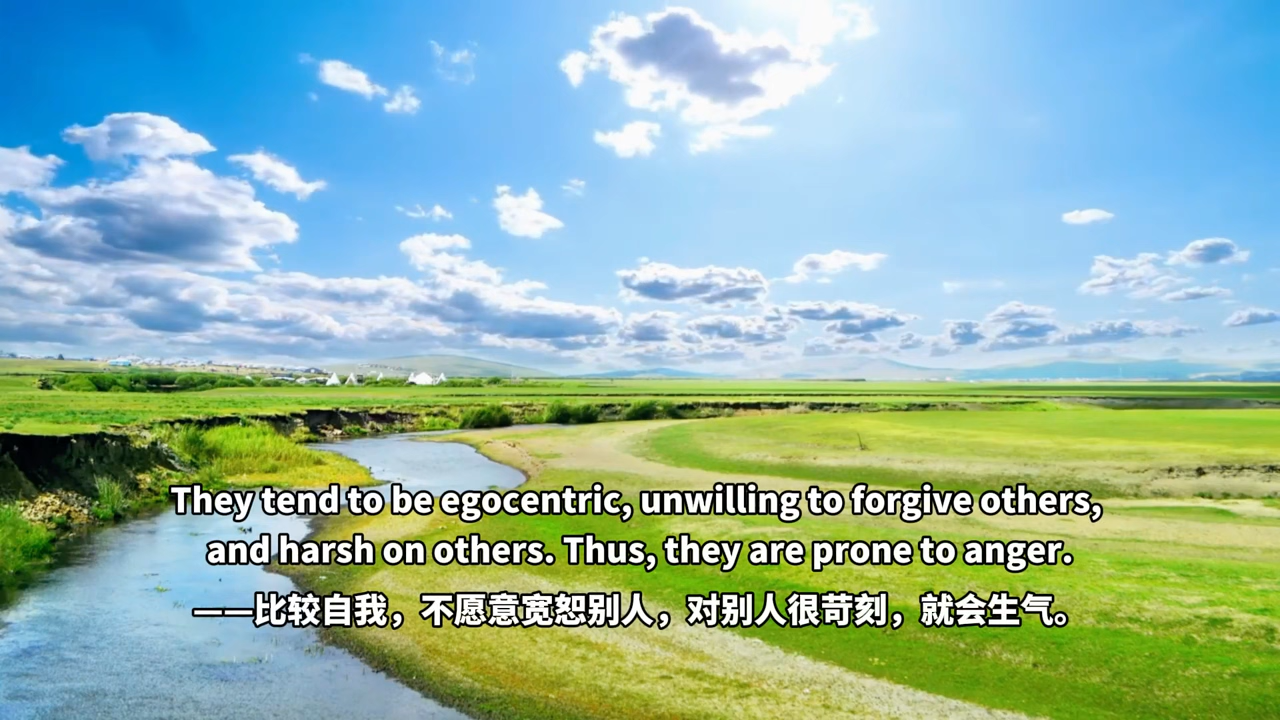 They tend to be egocentric, unwilling to forgive others,
and harsh on others. Thus, they are prone to anger.
——比较自我，不愿意宽恕别人，对别人很苛刻，就会生气。